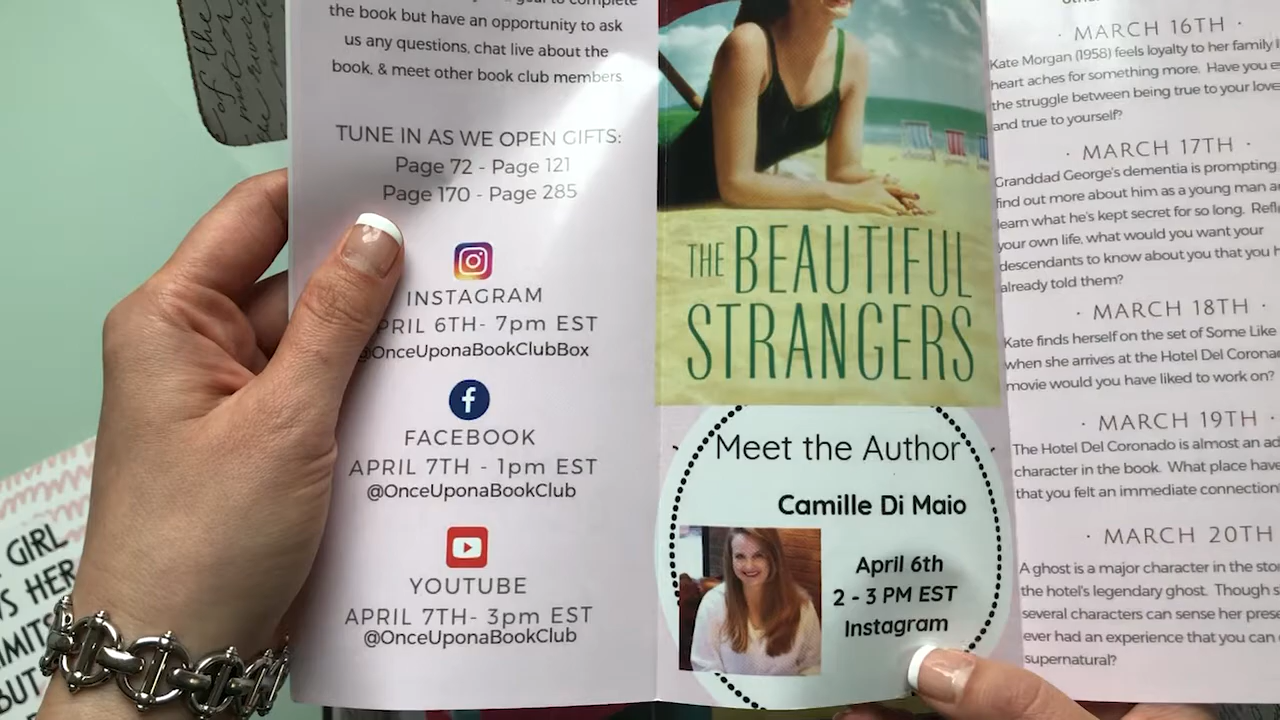 of the
the book but have an opportunity to ask
us any questions, chat live about the
book, & meet other book club members.
TUNE IN AS WE OPEN GIFTS:
Page 72 - Page 121
Page 170 - Page 285
INSTAGRAM
APRIL 6TH- 7pm EST
@OnceUponaBookClubBox
FACEBOOK
APRIL 7TH - 1pm EST
@OnceUponaBookClub
YOUTUBE
APRIL 7TH- 3pm EST
@OnceUponaBookClub
GIRL
HER
BUT
THE BEAUTIFUL
STRANGERS
Meet the Author
Camille Di Maio
April 6th
2 - 3 PM EST
Instagram
· MARCH 16TH ·
Kate Morgan (1958) feels loyalty to her family
heart aches for something more. Have you
the struggle between being true to your love
and true to yourself?
· MARCH 17TH ·
Granddad George's dementia is prompting
find out more about him as a young man
learn what he's kept secret for so long.
your own life, what would you want your
descendants to know about you that you
already told them?
· MARCH 18TH ·
Kate finds herself on the set of Some Like
when she arrives at the Hotel Del
movie would you have liked to work on?
· MARCH 19TH ·
The Hotel Del Coronado is almost an
character in the book. What place have
that you felt an immediate
· MARCH 20TH
A ghost is a major character in the
the hotel's legendary ghost. Though
several characters can sense her
ever had an experience that you can
supernatural?